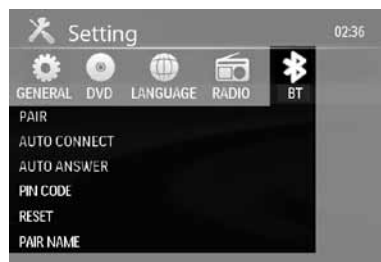 Setting 02:36
GENERAL DVD LANGUAGE RADIO BT
PAIR
AUTO CONNECT
AUTO ANSWER
PIN CODE
RESET
PAIR NAME